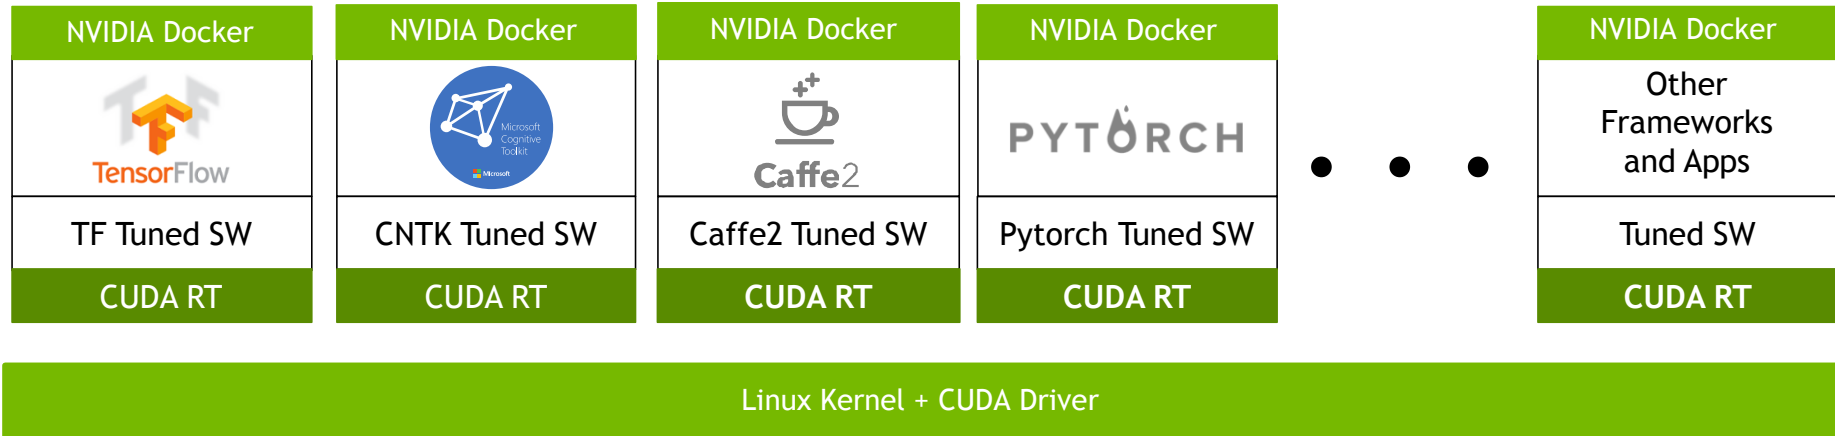 NVIDIA Docker
TensorFlow
TF Tuned SW
CUDA RT
NVIDIA Docker
Microsoft
Cognitive
Toolkit
Microsoft
CNTK Tuned SW
CUDA RT
NVIDIA Docker
Caffe2
Caffe2 Tuned SW
CUDA RT
NVIDIA Docker
PYTORCH
Pytorch Tuned SW
CUDA RT
NVIDIA Docker
Other
Frameworks
and Apps
Tuned SW
CUDA RT
Linux Kernel + CUDA Driver